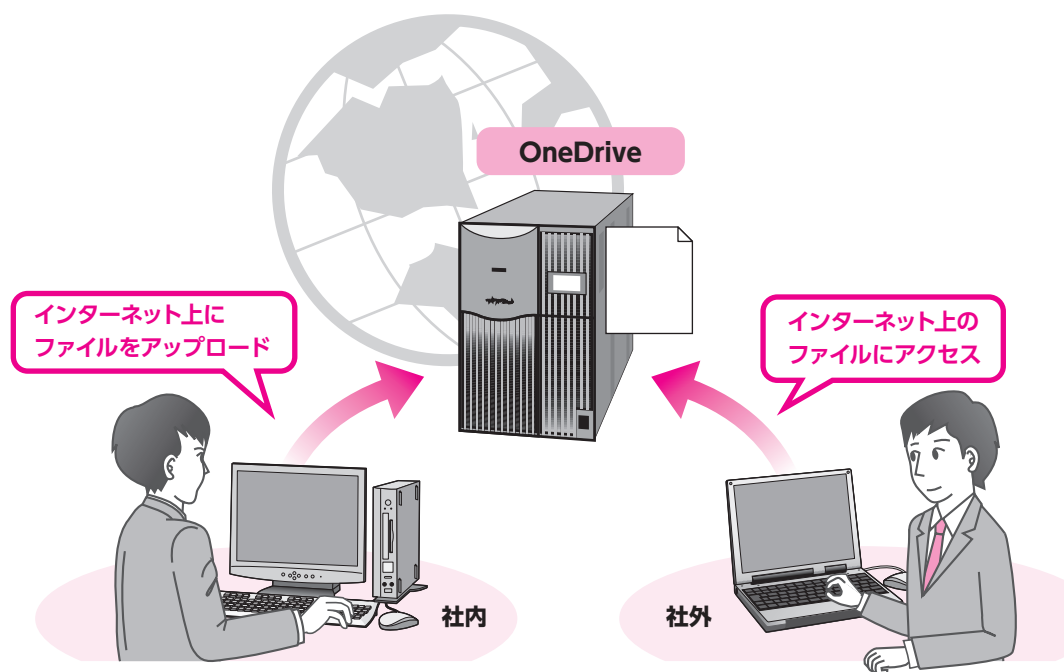 OneDrive
インターネット上に
ファイルをアップロード
インターネット上の
ファイルにアクセス
社内
社外